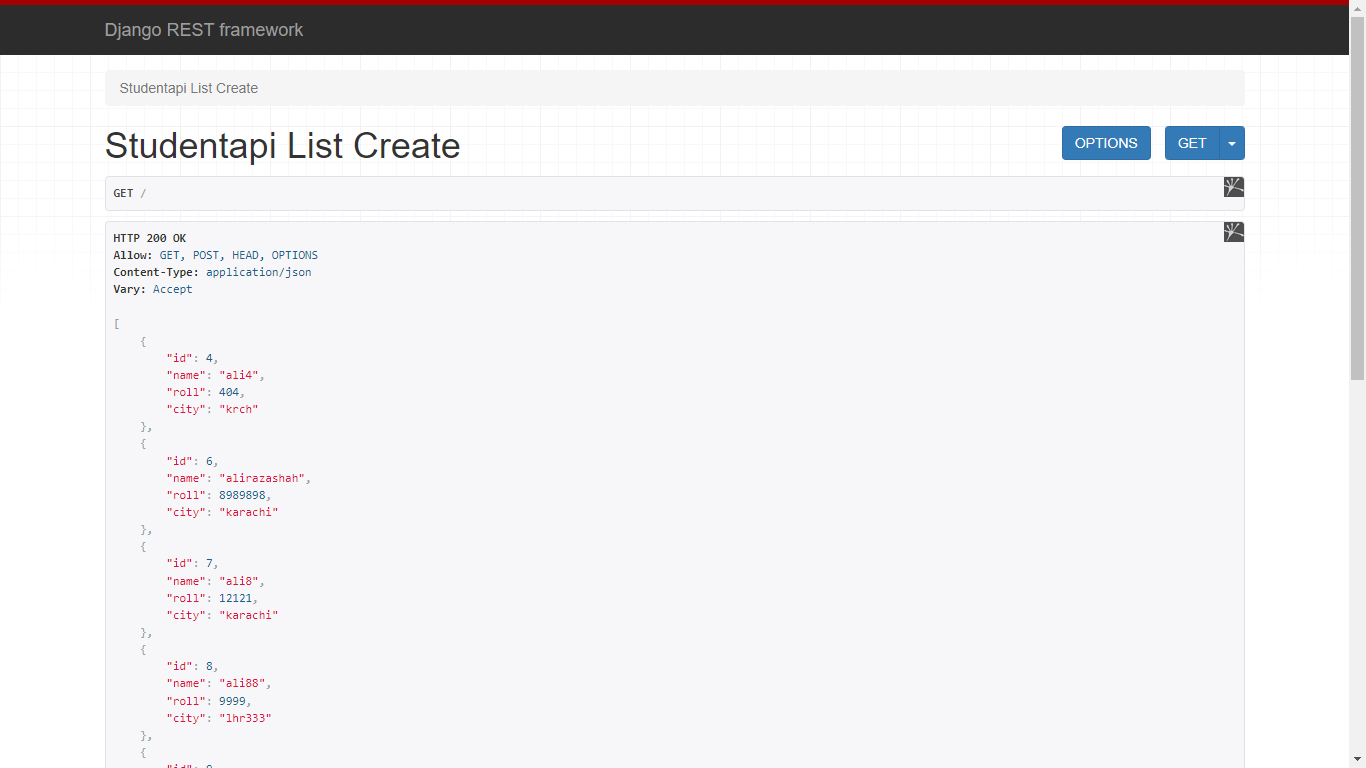 Django REST framework
Studentapi List Create
Studentapi List Create
OPTIONS
GET
GET /
HTTP 200 OK
Allow: GET, POST, HEAD, OPTIONS
Content-Type: application/json
Vary: Accept
[
{
"id": 4,
"name": "ali4",
"roll": 404,
"city": "krch"
},
{
"id": 6,
"name": "alirazashah",
"roll": 8989898,
"city": "karachi"
},
{
"id": 7,
"name": "ali8",
"roll": 12121,
"city": "karachi"
},
{
"id": 8,
"name": "ali88",
"roll": 9999,
"city": "lhr333"
},
{